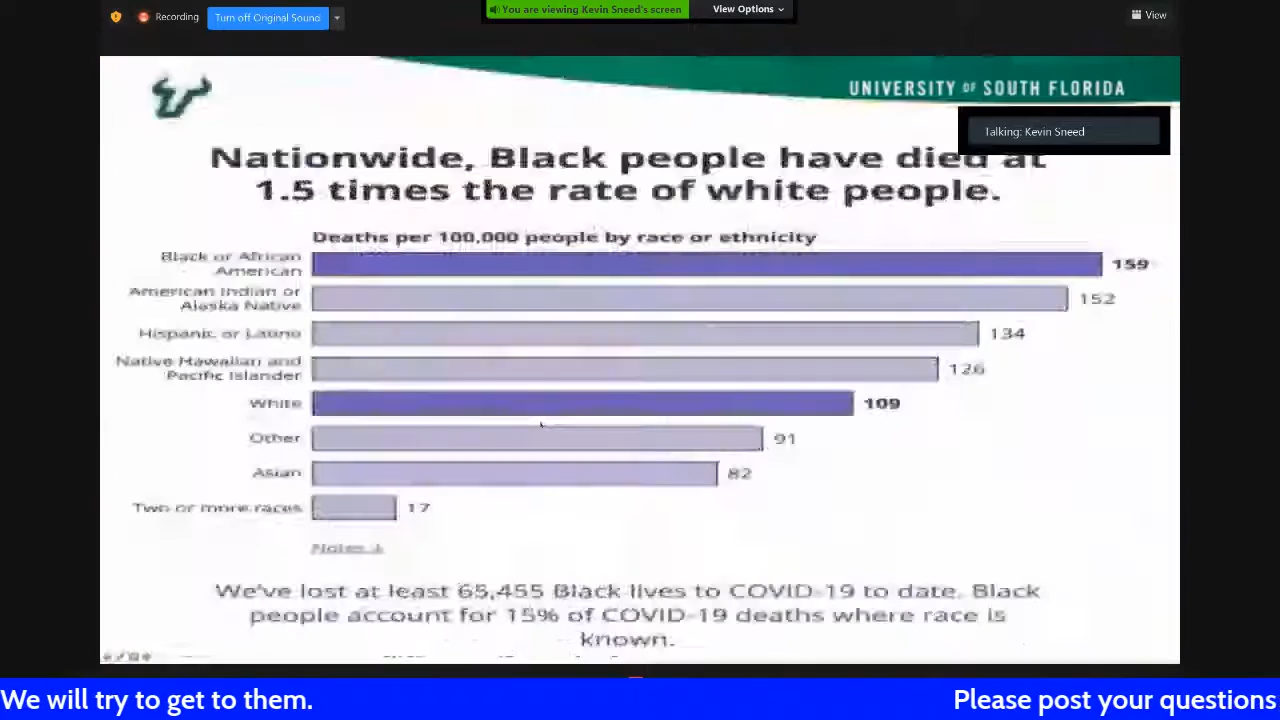 Recording
Turn off Original Sound
You are viewing Kevin Sneed's screen
View Options
View
UNIVERSITY OF SOUTH FLORIDA
Talking: Kevin Sneed
Nationwide, Black people have died at
1.5 times the rate of white people.
Deaths per 100,000 people by race or ethnicity
Black or African
American
159
American Indian or
Alaska Native
152
Hispanic or Latino
134
Native Hawaiian and
Pacific Islander
126
White
109
Other
91
Asian
82
Two or more races
17
Notes
We've lost at least 65,455 Black lives to COVID-19 to date. Black
people account for 15% of COVID-19 deaths where race is
known.
We will try to get to them.
Please post your questions